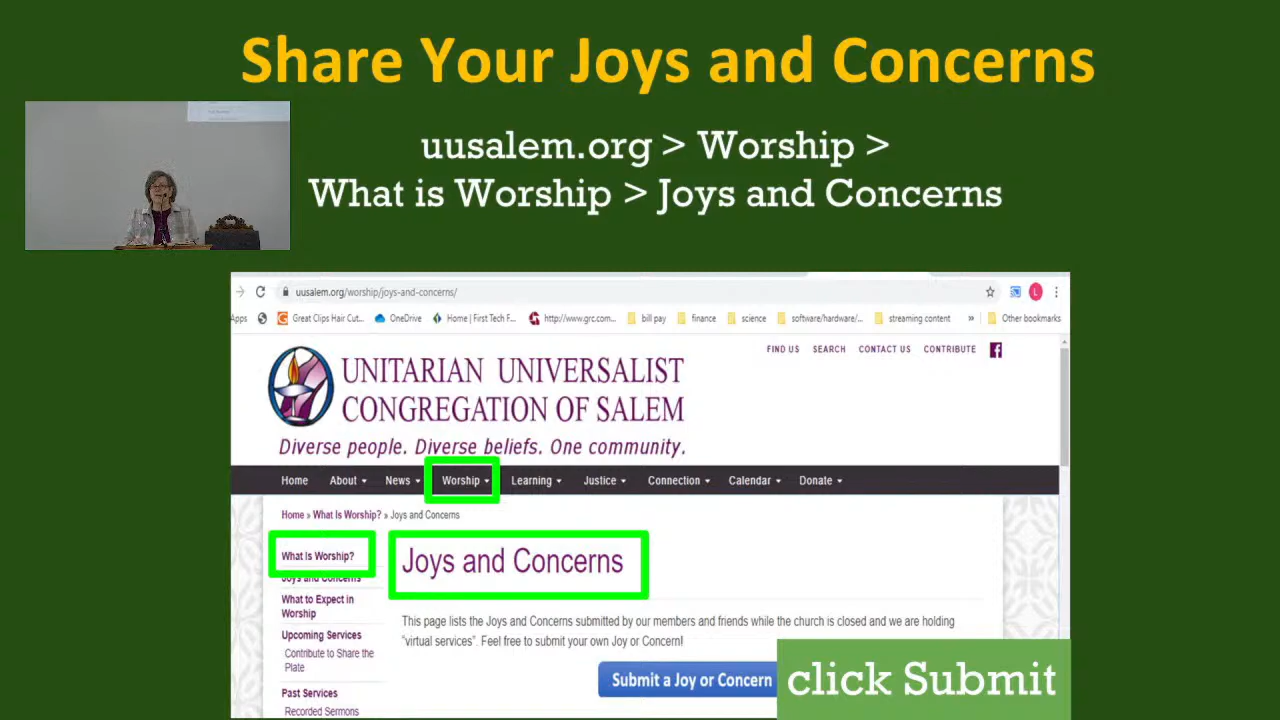 Share Your Joys and Concerns
uusalem.org > Worship >
What is Worship > Joys and Concerns
uusalem.org/worship/joys-and-concerns/
L
Apps
Great Clips Hair Cut...
OneDrive
Home | First Tech F...
http://www.grc.com...
bill pay
finance
science
software/hardware/...
streaming content
»
Other bookmarks
FIND US SEARCH CONTACT US CONTRIBUTE f
UNITARIAN UNIVERSALIST
CONGREGATION OF SALEM
Diverse people. Diverse beliefs. One community.
Home About News Worship Learning Justice Connection Calendar Donate
Home » What Is Worship? » Joys and Concerns
What Is Worship?
Joys and Concerns
What to Expect in
Worship
Upcoming Services
Contribute to Share the
Plate
Past Services
Recorded Sermons
Joys and Concerns
This page lists the Joys and Concerns submitted by our members and friends while the church is closed and we are holding
"virtual services". Feel free to submit your own Joy or Concern!
Submit a Joy or Concern
click Submit